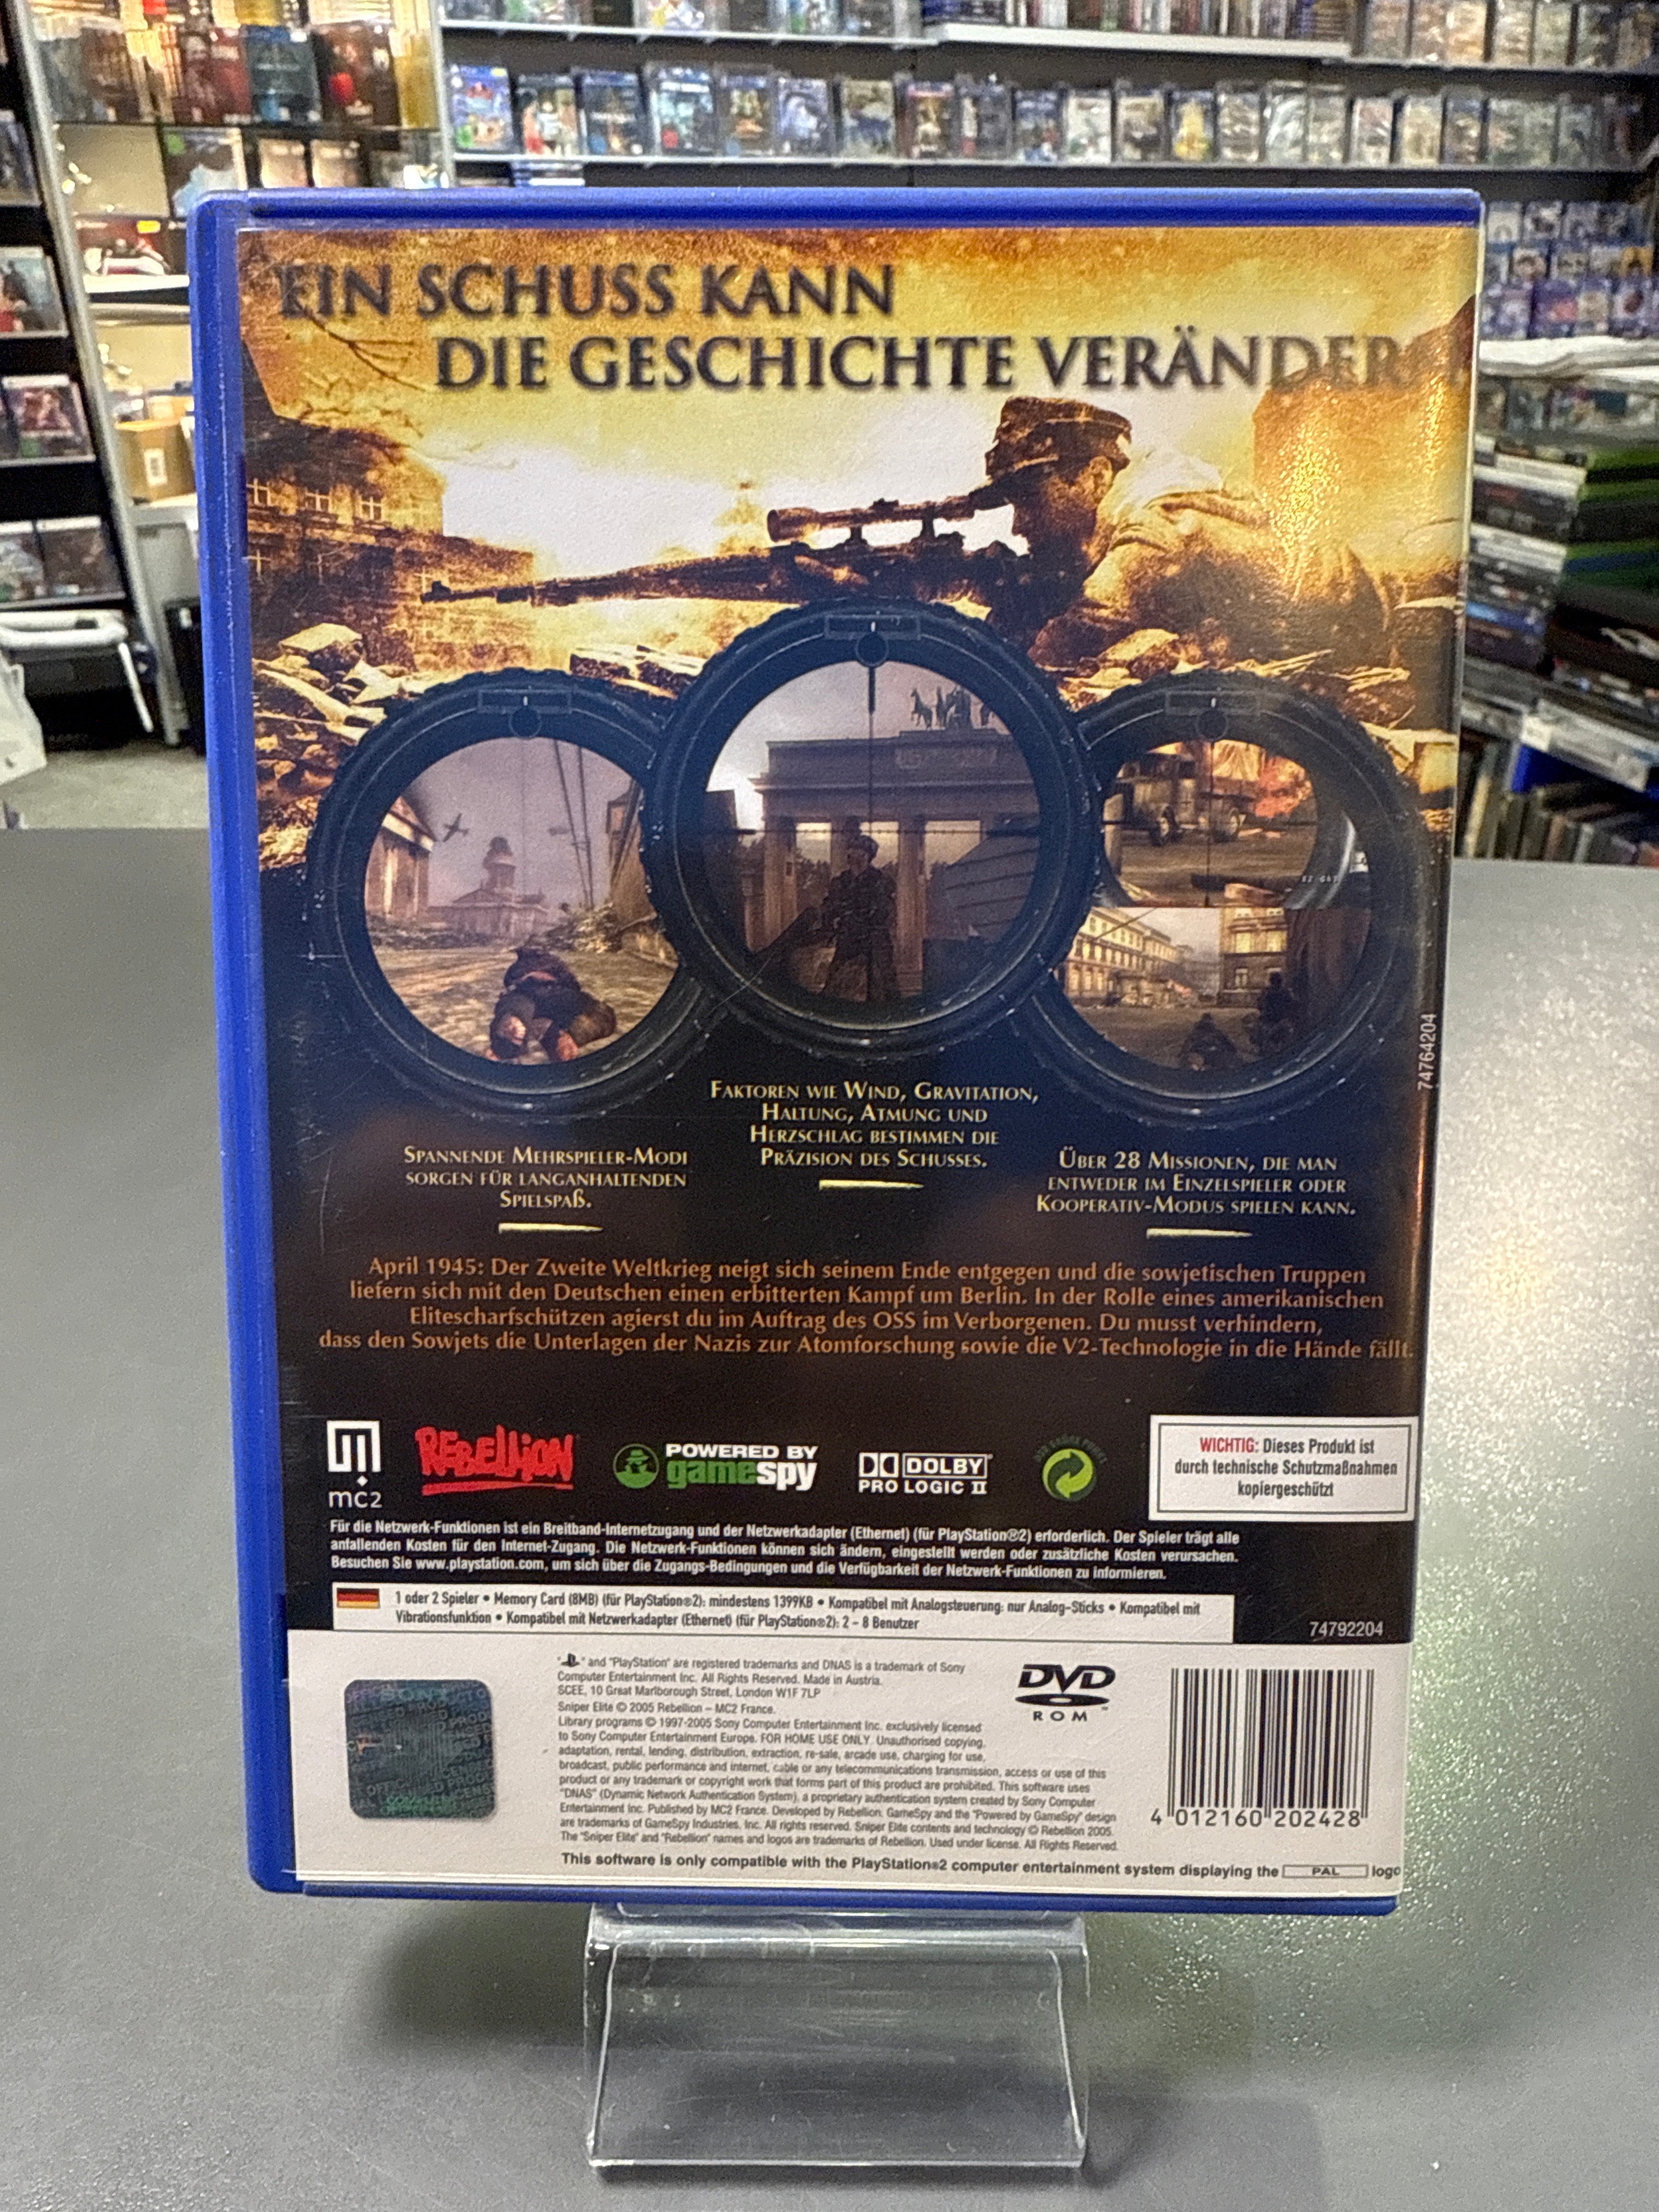 EIN SCHUSS KANN
DIE GESCHICHTE VERÄNDERN
FAKTOREN WIE WIND, GRAVITATION,
HALTUNG, ATMUNG UND
HERZSCHLAG BESTIMMEN DIE
PRÄZISION DES SCHUSSES.
SPANNENDE MEHRSPIELER-MODI
SORGEN FÜR LANGANHALTENDEN
SPIELSPAß.
ÜBER 28 MISSIONEN, DIE MAN
ENTWEDER IM EINZELSPIELER ODER
KOOPERATIV-MODUS SPIELEN KANN.
74764204
April 1945: Der Zweite Weltkrieg neigt sich seinem Ende entgegen und die sowjetischen Truppen
liefern sich mit den Deutschen einen erbitterten Kampf um Berlin. In der Rolle eines amerikanischen
Elitescharfschützen agierst du im Auftrag des OSS im Verborgenen. Du musst verhindern,
dass den Sowjets die Unterlagen der Nazis zur Atomforschung sowie die V2-Technologie in die Hände fällt.
mc2
REBELLION
POWERED BY
gamespy
DOLBY
PRO LOGIC II
WICHTIG: Dieses Produkt ist
durch technische Schutzmaßnahmen
kopiergeschützt
Für die Netzwerk-Funktionen ist ein Breitband-Internetzugang und der Netzwerkadapter (Ethernet) (für PlayStation®2) erforderlich. Der Spieler trägt alle
anfallenden Kosten für den Internet-Zugang. Die Netzwerk-Funktionen können sich ändern, eingestellt werden oder zusätzliche Kosten verursachen.
Besuchen Sie www.playstation.com, um sich über die Zugangs-Bedingungen und die Verfügbarkeit der Netzwerk-Funktionen zu informieren.
1 oder 2 Spieler • Memory Card (8MB) (für PlayStation®2): mindestens 1399KB • Kompatibel mit Analogsteuerung: nur Analog-Sticks • Kompatibel mit
Vibrationsfunktion • Kompatibel mit Netzwerkadapter (Ethernet) (für PlayStation®2): 2 – 8 Benutzer
74792204
" " and "PlayStation" are registered trademarks and DNAS is a trademark of Sony
Computer Entertainment Inc. All Rights Reserved. Made in Austria.
SCEE, 10 Great Marlborough Street, London W1F 7LP
Sniper Elite © 2005 Rebellion – MC2 France.
Library programs © 1997-2005 Sony Computer Entertainment Inc. exclusively licensed
to Sony Computer Entertainment Europe. FOR HOME USE ONLY. Unauthorised copying,
adaptation, rental, lending, distribution, extraction, re-sale, arcade use, charging for use,
broadcast, public performance and internet, cable or any telecommunications transmission, access or use of this
product or any trademark or copyright work that forms part of this product are prohibited. This software uses
"DNAS" (Dynamic Network Authentication System), a proprietary authentication system created by Sony Computer
Entertainment Inc. Published by MC2 France. Developed by Rebellion. GameSpy and the "Powered by GameSpy" design
are trademarks of GameSpy Industries, Inc. All rights reserved. Sniper Elite contents and technology © Rebellion 2005.
The "Sniper Elite" and "Rebellion" names and logos are trademarks of Rebellion. Used under license. All Rights Reserved.
This software is only compatible with the PlayStation®2 computer entertainment system displaying the PAL logo
DVD
ROM
4 012160 202428
SONY